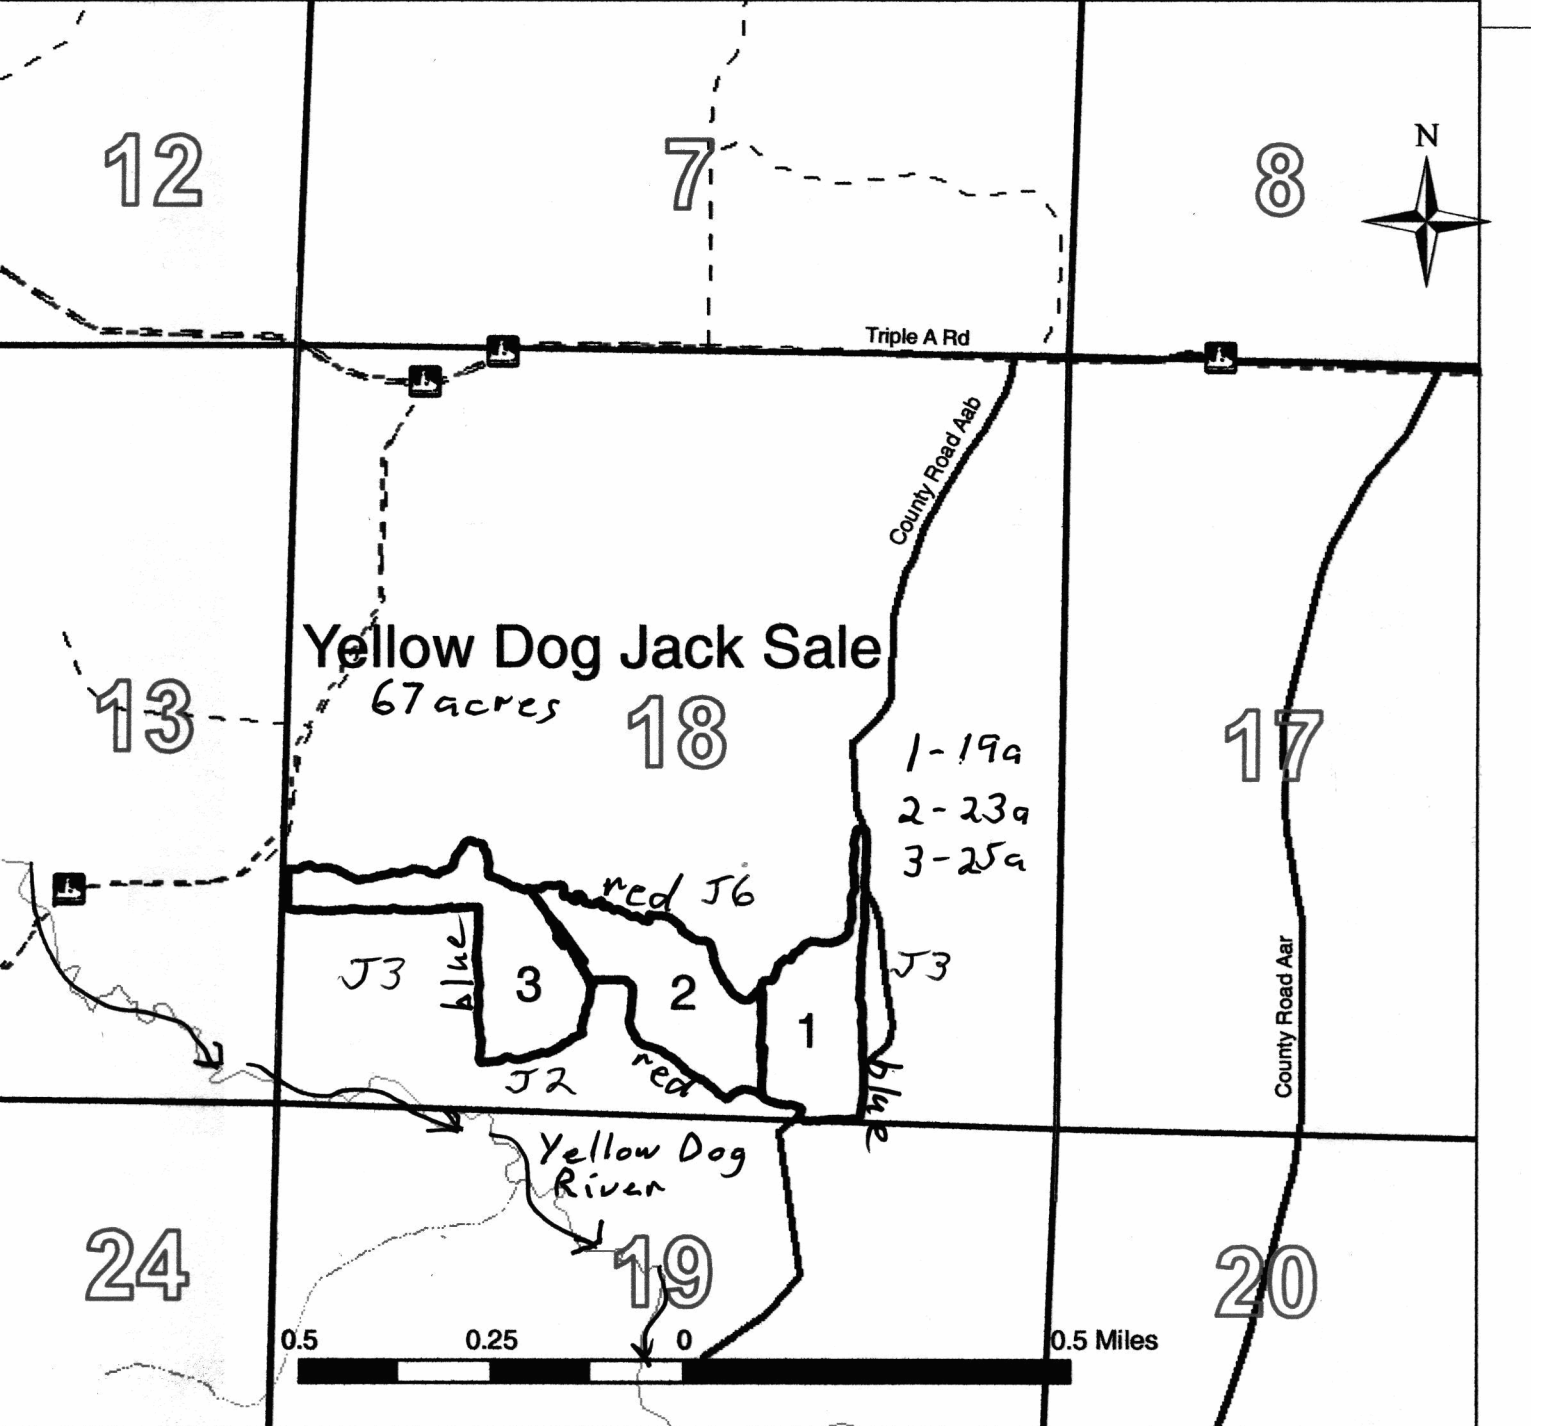 12
7
8
N
Triple A Rd
County Road Aab
Yellow Dog Jack Sale
67 acres
13
18
17
1-19a
2-23a
3-25a
red J6
J3
blue
3
2
1
J3
J2
red
blue
County Road Aar
Yellow Dog
River
24
19
20
0.5 0.25 0 0.5 Miles